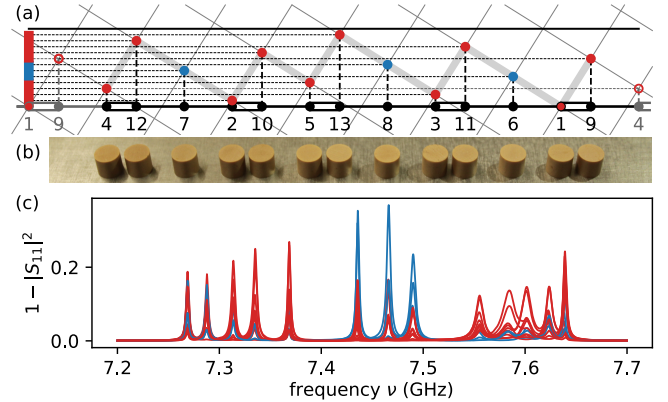 (a)
1 9 4 12 7 2 10 5 13 8 3 11 6 1 9 4
(b)
(c)
1 − |S₁₁|²
0.2
0.0
7.2 7.3 7.4 7.5 7.6 7.7
frequency ν (GHz)